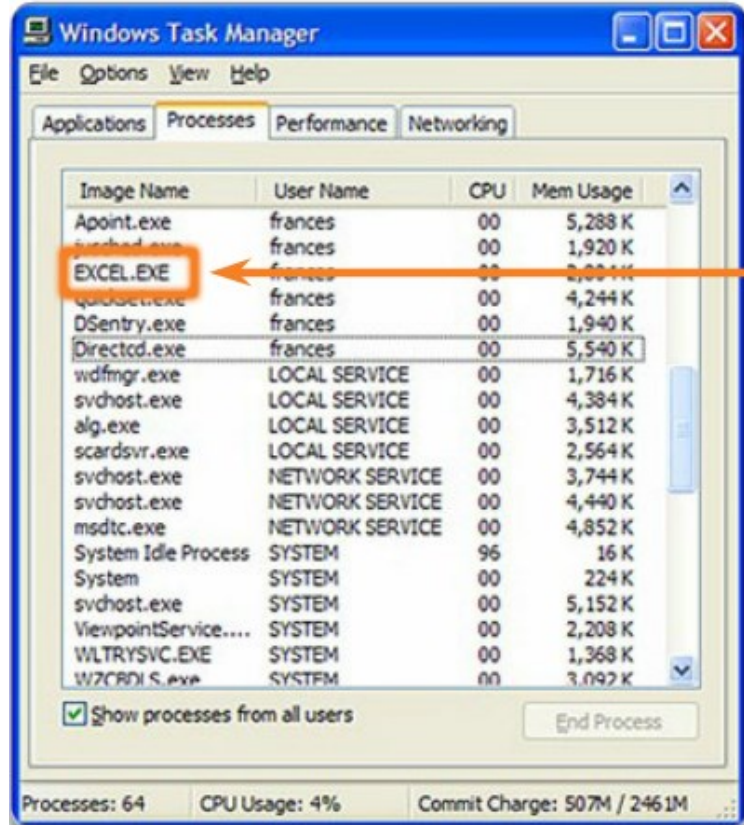 Windows Task Manager
File Options View Help
Applications Processes Performance Networking
Image Name User Name CPU Mem Usage
Apoint.exe frances 00 5,288 K
frances 00 1,920 K
EXCEL.EXE 00
frances 00 4,244 K
DSentry.exe frances 00 1,940 K
Directcd.exe frances 00 5,540 K
wdfmgr.exe LOCAL SERVICE 00 1,716 K
svchost.exe LOCAL SERVICE 00 4,384 K
alg.exe LOCAL SERVICE 00 3,512 K
scardsvr.exe LOCAL SERVICE 00 2,564 K
svchost.exe NETWORK SERVICE 00 3,744 K
svchost.exe NETWORK SERVICE 00 4,440 K
msdtc.exe NETWORK SERVICE 00 4,852 K
System Idle Process SYSTEM 96 16 K
System SYSTEM 00 224 K
svchost.exe SYSTEM 00 5,152 K
ViewpointService.... SYSTEM 00 2,208 K
WLTRYSVC.EXE SYSTEM 00 1,368 K
WZCBDLS.exe SYSTEM 00 3,092 K
Show processes from all users
End Process
Processes: 64 CPU Usage: 4% Commit Charge: 507M / 2461M